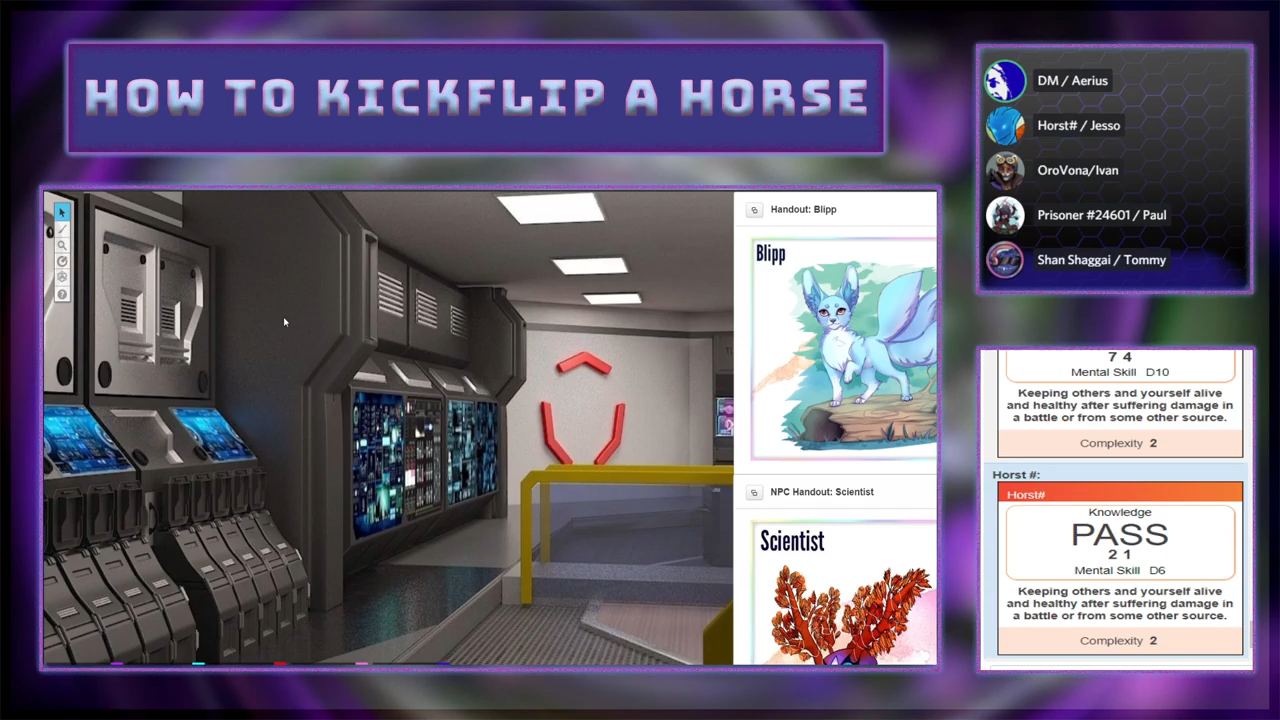 HOW TO KICKFLIP A HORSE
DM / Aerius
Horst# / Jesso
OroVona/Ivan
Prisoner #24601 / Paul
Shan Shaggai / Tommy
Handout: Blipp
Blipp
NPC Handout: Scientist
Scientist
7 4
Mental Skill D10
Keeping others and yourself alive
and healthy after suffering damage in
a battle or from some other source.
Complexity 2
Horst #:
Horst#
Knowledge
PASS
2 1
Mental Skill D6
Keeping others and yourself alive
and healthy after suffering damage in
a battle or from some other source.
Complexity 2